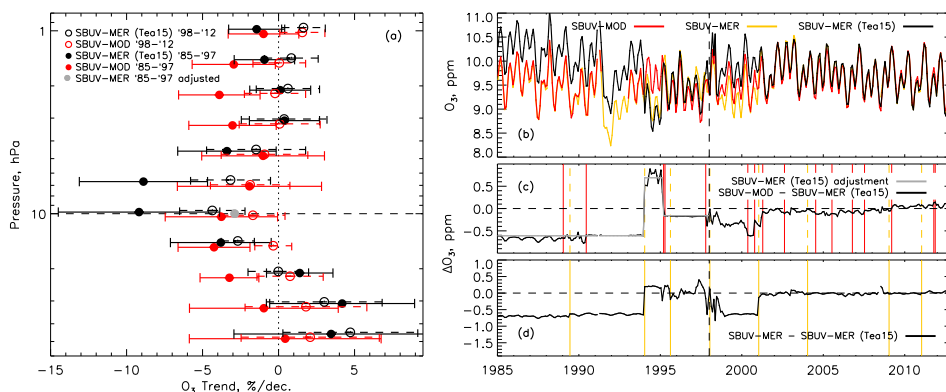 SBUV-MER (Tea15) '98-'12
SBUV-MOD '98-'12
SBUV-MER (Tea15) '85-'97
SBUV-MOD '85-'97
SBUV-MER '85-'97 adjusted
(a)
1
10
Pressure, hPa
-15
-10
-5
0
5
O3 Trend, %/dec.
SBUV-MOD
SBUV-MER
SBUV-MER (Tea15)
11.0
10.5
10.0
9.5
9.0
8.5
8.0
O3, ppm
(b)
(c)
SBUV-MER (Tea15) adjustment
SBUV-MOD - SBUV-MER (Tea15)
0.5
0.0
-0.5
-1.0
ΔO3, ppm
1.0
0.5
0.0
-0.5
-1.0
-1.5
(d)
SBUV-MER - SBUV-MER (Tea15)
1985
1990
1995
2000
2005
2010